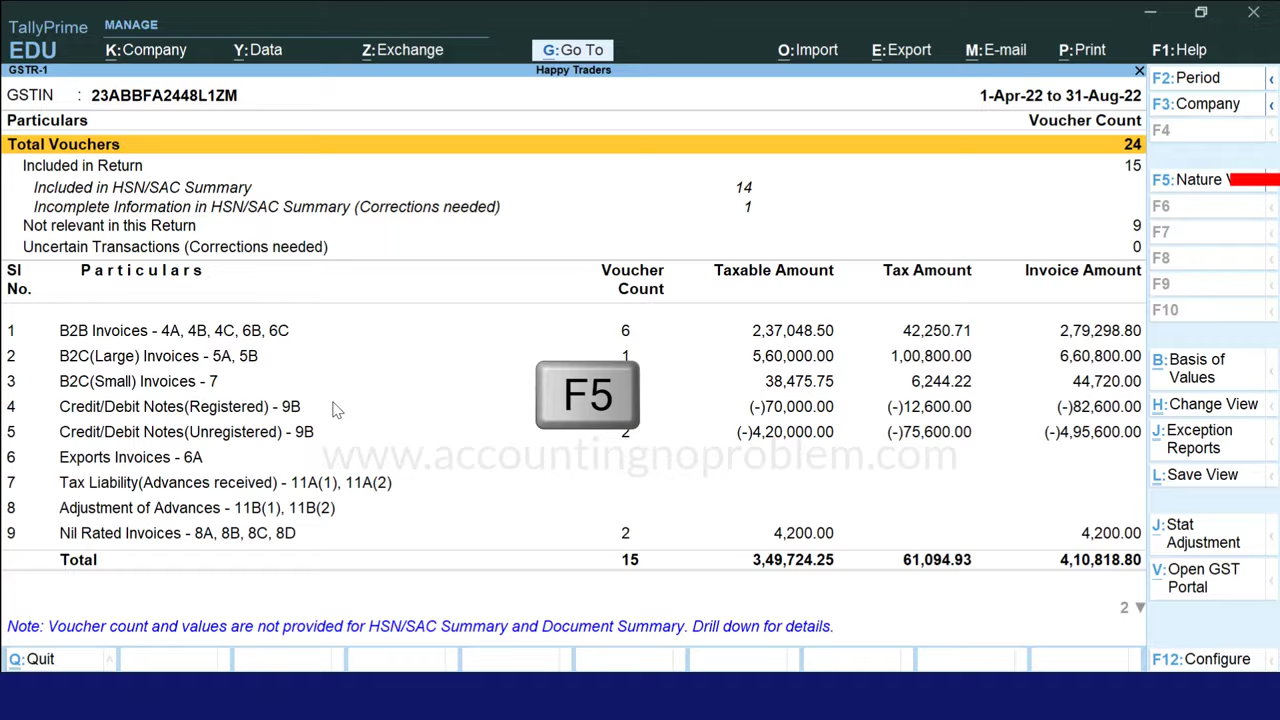 TallyPrime MANAGE
EDU K:Company Y:Data Z:Exchange G:Go To O:Import E:Export M:E-mail P:Print F1:Help
GSTR-1 Happy Traders
GSTIN : 23ABBFA2448L1ZM 1-Apr-22 to 31-Aug-22
Particulars Voucher Count
Total Vouchers 24
Included in Return 15
Included in HSN/SAC Summary 14
Incomplete Information in HSN/SAC Summary (Corrections needed) 1
Not relevant in this Return 9
Uncertain Transactions (Corrections needed) 0
Sl Particulars Voucher Taxable Amount Tax Amount Invoice Amount
No. Count
1 B2B Invoices - 4A, 4B, 4C, 6B, 6C 6 2,37,048.50 42,250.71 2,79,298.80
2 B2C(Large) Invoices - 5A, 5B 1 5,60,000.00 1,00,800.00 6,60,800.00
3 B2C(Small) Invoices - 7 38,475.75 6,244.22 44,720.00
4 Credit/Debit Notes(Registered) - 9B (-)70,000.00 (-)12,600.00 (-)82,600.00
5 Credit/Debit Notes(Unregistered) - 9B 2 (-)4,20,000.00 (-)75,600.00 (-)4,95,600.00
6 Exports Invoices - 6A
7 Tax Liability(Advances received) - 11A(1), 11A(2)
8 Adjustment of Advances - 11B(1), 11B(2)
9 Nil Rated Invoices - 8A, 8B, 8C, 8D 2 4,200.00 4,200.00
Total 15 3,49,724.25 61,094.93 4,10,818.80
F5
www.accountingnoproblem.com
2
Note: Voucher count and values are not provided for HSN/SAC Summary and Document Summary. Drill down for details.
Q:Quit
F2:Period
F3:Company
F4
F5:Nature
F6
F7
F8
F9
F10
B:Basis of
Values
H:Change View
J:Exception
Reports
L:Save View
J:Stat
Adjustment
V:Open GST
Portal
F12:Configure